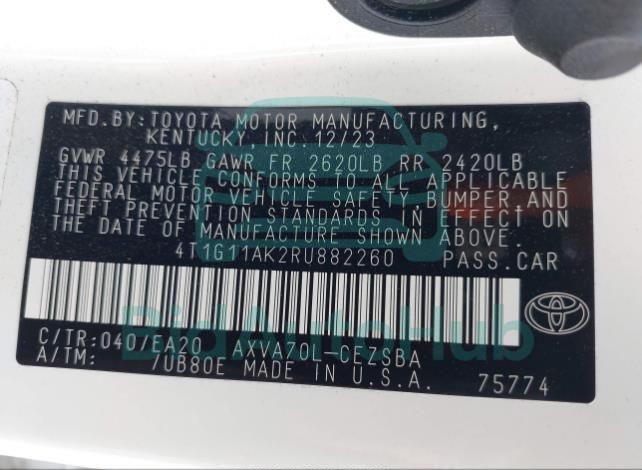 MFD.BY:TOYOTA MOTOR MANUFACTURING,
KENTUCKY, INC. 12/23
GVWR 4475LB GAWR FR 2620LB RR 2420LB
THIS VEHICLE CONFORMS TO ALL APPLICABLE
FEDERAL MOTOR VEHICLE SAFETY, BUMPER,AND
THEFT PREVENTION STANDARDS IN EFFECT ON
THE DATE OF MANUFACTURE SHOWN ABOVE.
4T1G11AK2RU882260 PASS.CAR
C/TR:040/EA20 AXVA70L-CEZSBA
A/TM: 7UB80E MADE IN U.S.A. 75774
BidAutoHub